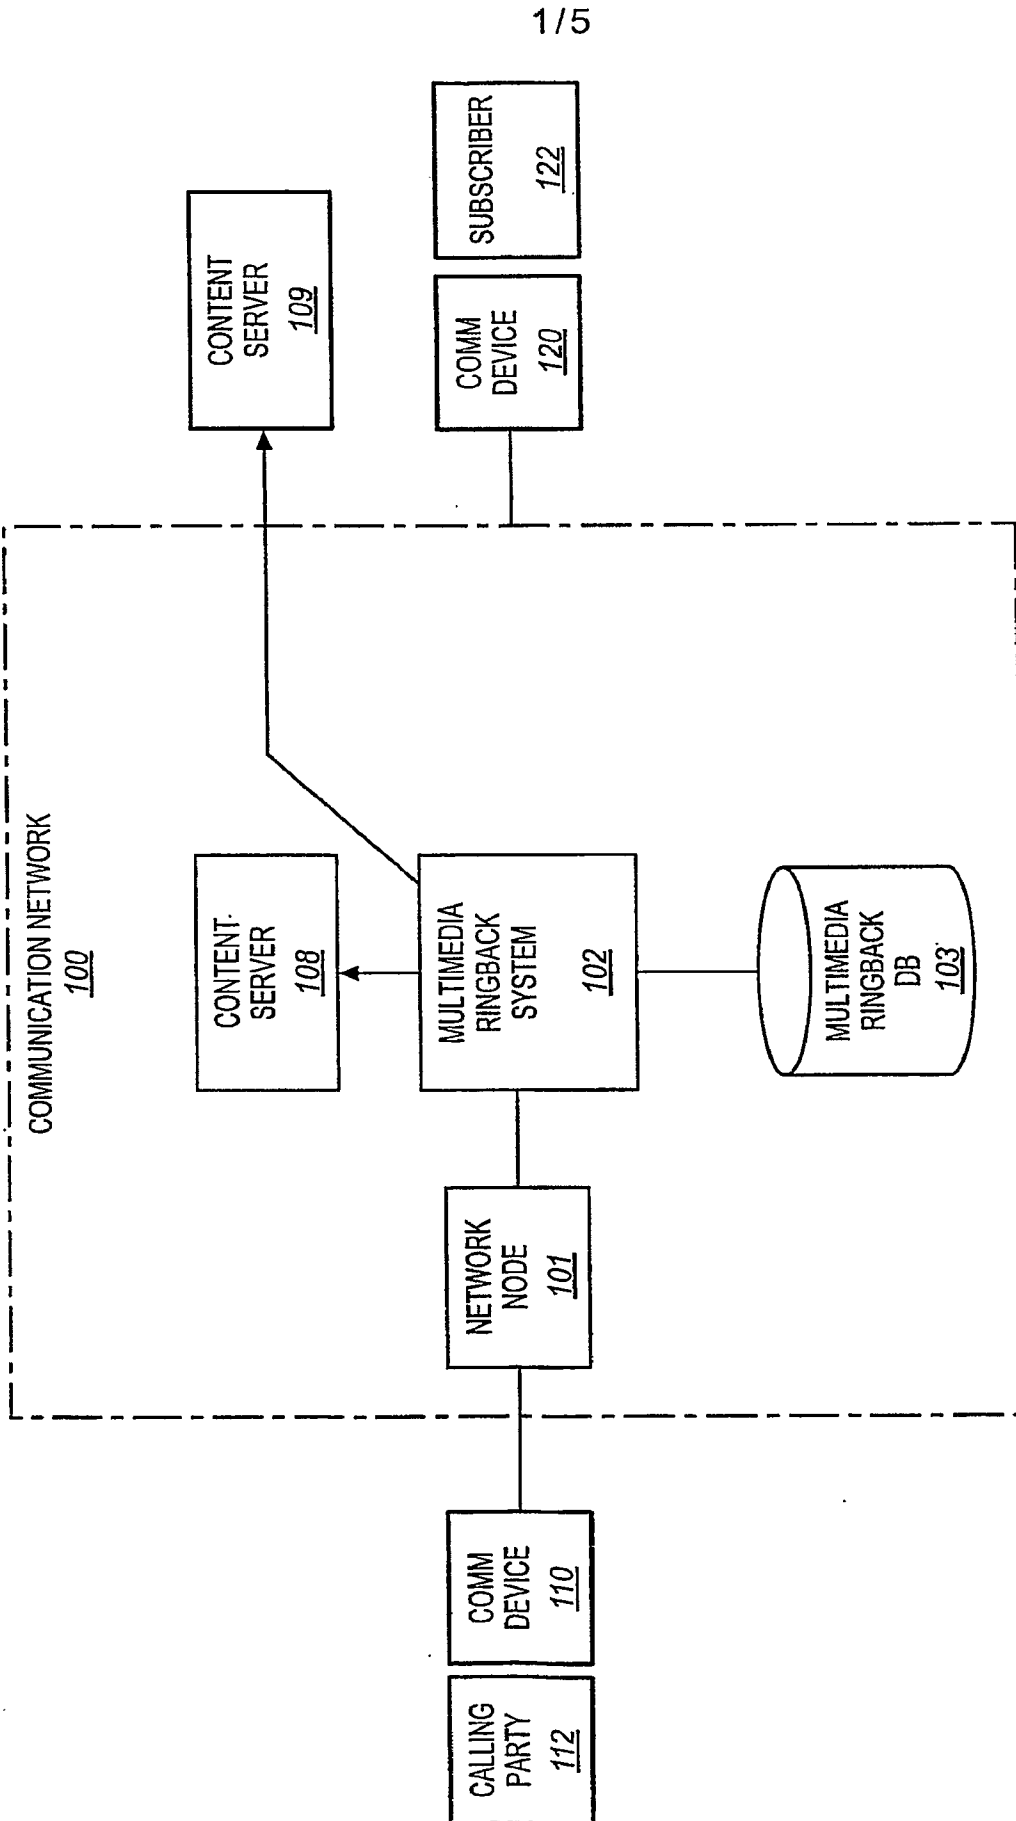 1/5
COMMUNICATION NETWORK
100
CONTENT
SERVER
109
CONTENT
SERVER
108
CALLING
PARTY
112
COMM
DEVICE
110
NETWORK
NODE
101
MULTIMEDIA
RINGBACK
SYSTEM
102
COMM
DEVICE
120
SUBSCRIBER
122
MULTIMEDIA
RINGBACK
DB
103